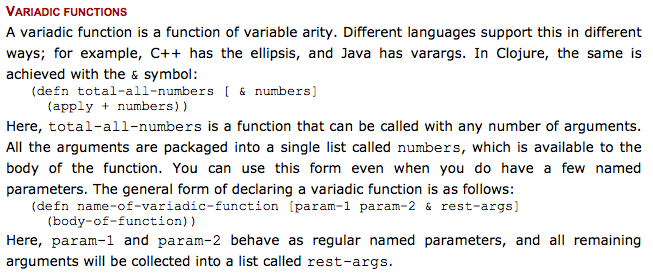 VARIADIC FUNCTIONS
A variadic function is a function of variable arity. Different languages support this in different
ways; for example, C++ has the ellipsis, and Java has varargs. In Clojure, the same is
achieved with the & symbol:
(defn total-all-numbers [ & numbers]
(apply + numbers))
Here, total-all-numbers is a function that can be called with any number of arguments.
All the arguments are packaged into a single list called numbers, which is available to the
body of the function. You can use this form even when you do have a few named
parameters. The general form of declaring a variadic function is as follows:
(defn name-of-variadic-function [param-1 param-2 & rest-args]
(body-of-function))
Here, param-1 and param-2 behave as regular named parameters, and all remaining
arguments will be collected into a list called rest-args.